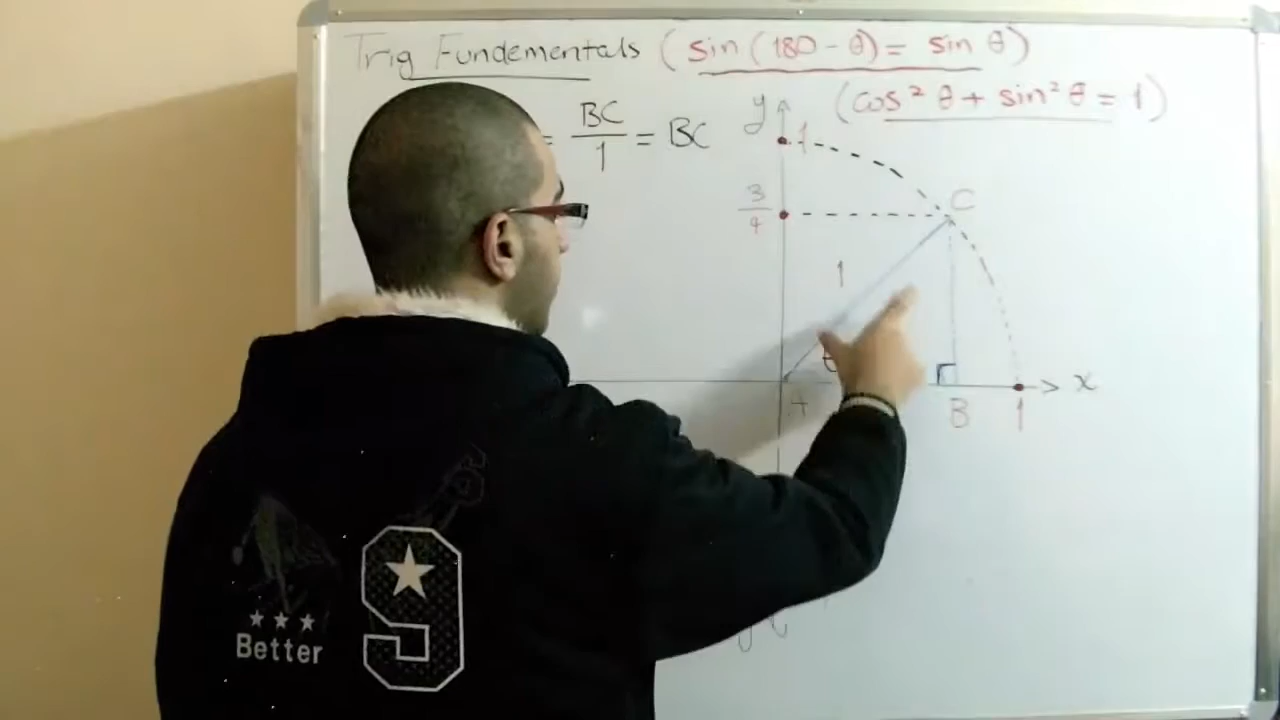 Trig Fundementals (sin(180 - θ) = sin θ)
(cos² θ + sin² θ = 1)
= BC/1 = BC
y
1
3/4
C
1
θ
A
B
1
x
y
★★★
Better
9